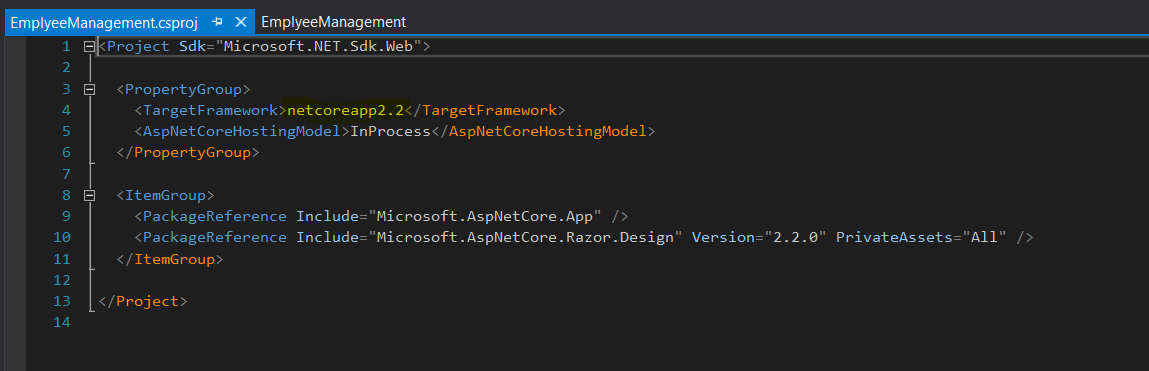 EmplyeeManagement.csproj EmplyeeManagement
1 <Project Sdk="Microsoft.NET.Sdk.Web">
2
3 <PropertyGroup>
4 <TargetFramework>netcoreapp2.2</TargetFramework>
5 <AspNetCoreHostingModel>InProcess</AspNetCoreHostingModel>
6 </PropertyGroup>
7
8 <ItemGroup>
9 <PackageReference Include="Microsoft.AspNetCore.App" />
10 <PackageReference Include="Microsoft.AspNetCore.Razor.Design" Version="2.2.0" PrivateAssets="All" />
11 </ItemGroup>
12
13 </Project>
14